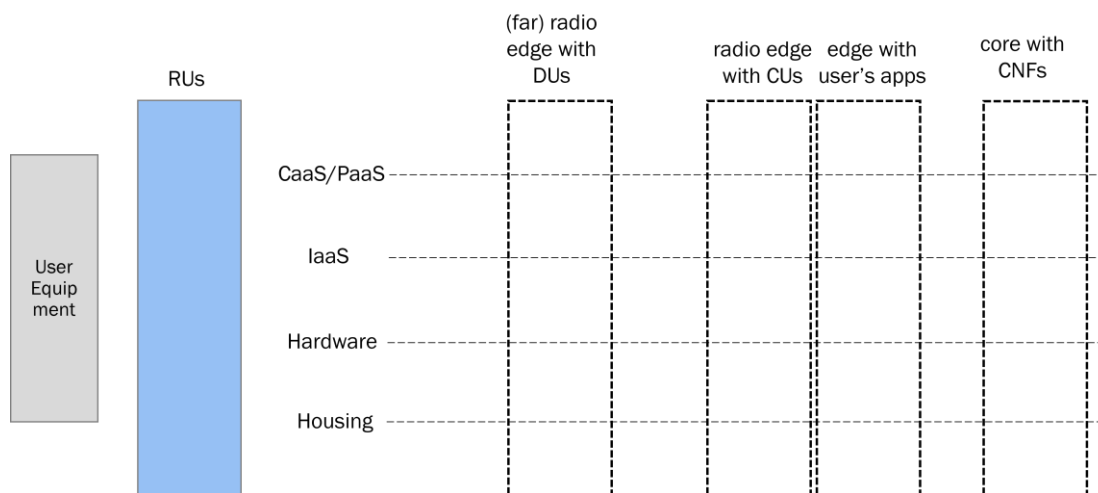 (far) radio
edge with
DUs
radio edge
with CUs
edge with
user's apps
core with
CNFs
RUs
CaaS/PaaS
IaaS
User
Equip
ment
Hardware
Housing